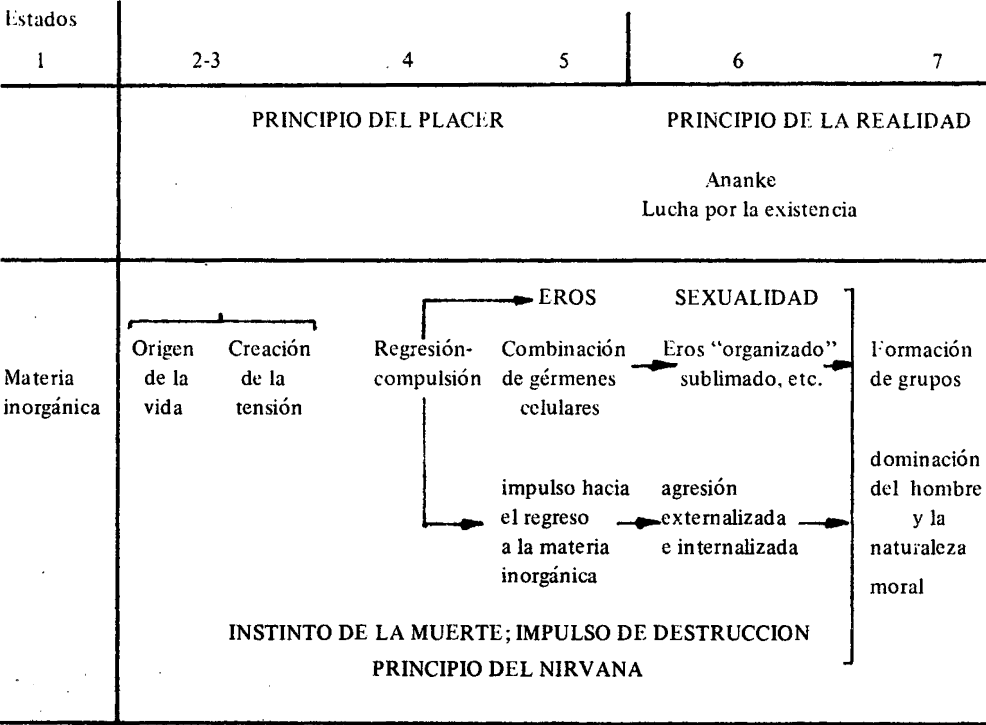 Estados
1 2-3 4 5 6 7
PRINCIPIO DEL PLACER PRINCIPIO DE LA REALIDAD
Ananke
Lucha por la existencia
Materia
inorgánica
Origen
de la
vida
Creación
de la
tensión
Regresión-
compulsión
EROS
Combinación
de gérmenes
celulares
SEXUALIDAD
Eros “organizado”
sublimado, etc.
Formación
de grupos
impulso hacia
el regreso
a la materia
inorgánica
agresión
externalizada
e internalizada
dominación
del hombre
y la
naturaleza
moral
INSTINTO DE LA MUERTE; IMPULSO DE DESTRUCCION
PRINCIPIO DEL NIRVANA